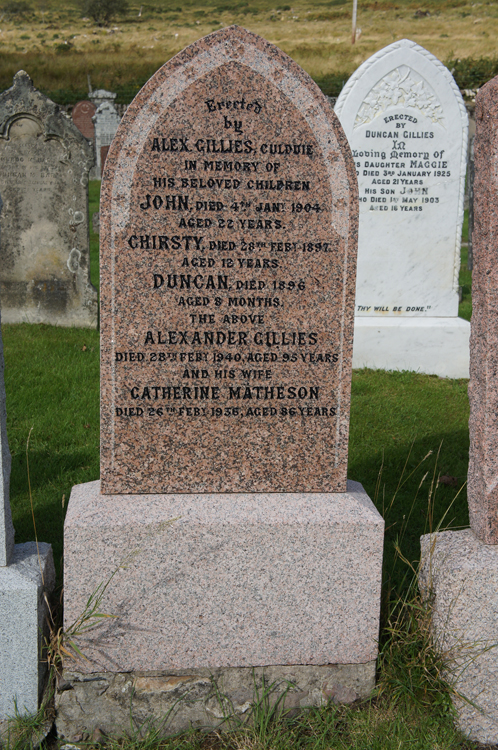 Erected
by
ALEX. GILLIES, CULDUIE
IN MEMORY OF
HIS BELOVED CHILDREN
JOHN, DIED 4TH JANY. 1904.
AGED 22 YEARS.
CHIRSTY, DIED 28TH FEBY. 1897.
AGED 12 YEARS.
DUNCAN, DIED 1896
AGED 8 MONTHS.
THE ABOVE
ALEXANDER GILLIES
DIED 28TH FEBY. 1940, AGED 95 YEARS
AND HIS WIFE
CATHERINE MATHESON
DIED 26TH FEBY. 1936, AGED 86 YEARS
ERECTED
BY
DUNCAN GILLIES
In
Loving Memory of
DAUGHTER MAGGIE
DIED 3RD JANUARY 1925
AGED 21 YEARS
HIS SON JOHN
DIED 1ST MAY 1903
AGED 16 YEARS
THY WILL BE DONE."